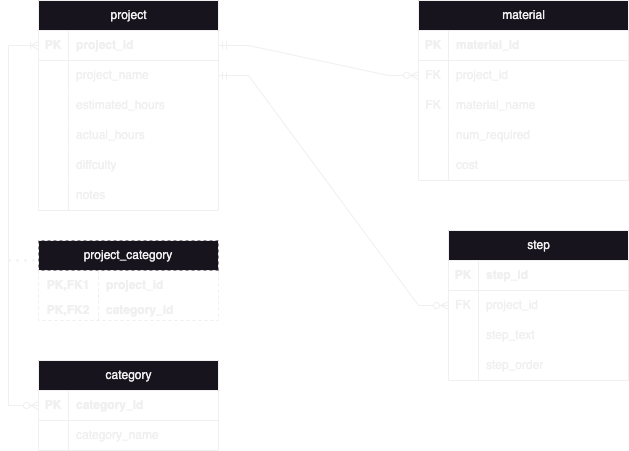 project
PK project_id
project_name
estimated_hours
actual_hours
diffculty
notes
material
PK material_id
FK project_id
FK material_name
num_required
cost
project_category
PK,FK1 project_id
PK,FK2 category_id
step
PK step_id
FK project_id
step_text
step_order
category
PK category_id
category_name